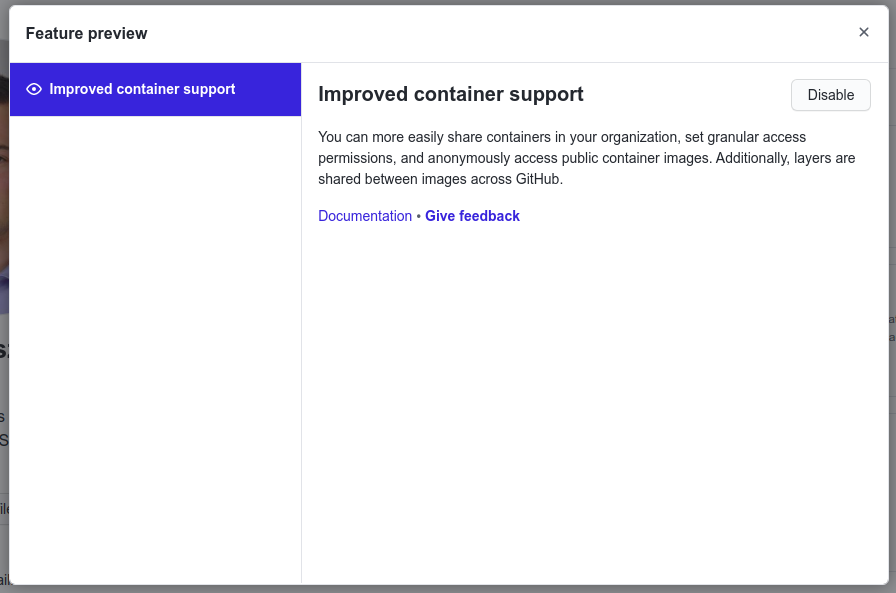 Feature preview
Improved container support
Improved container support
Disable
You can more easily share containers in your organization, set granular access
permissions, and anonymously access public container images. Additionally, layers are
shared between images across GitHub.
Documentation • Give feedback